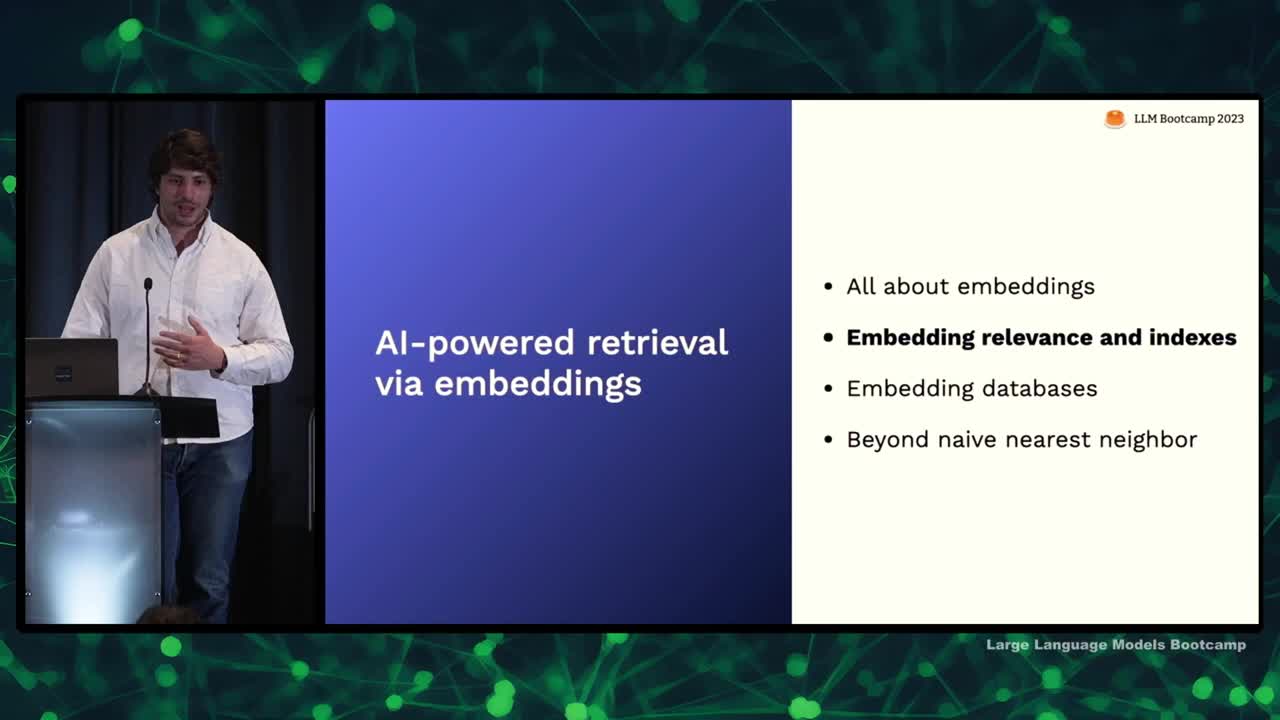 LLM Bootcamp 2023
AI-powered retrieval
via embeddings
• All about embeddings
• Embedding relevance and indexes
• Embedding databases
• Beyond naive nearest neighbor
Large Language Models Bootcamp